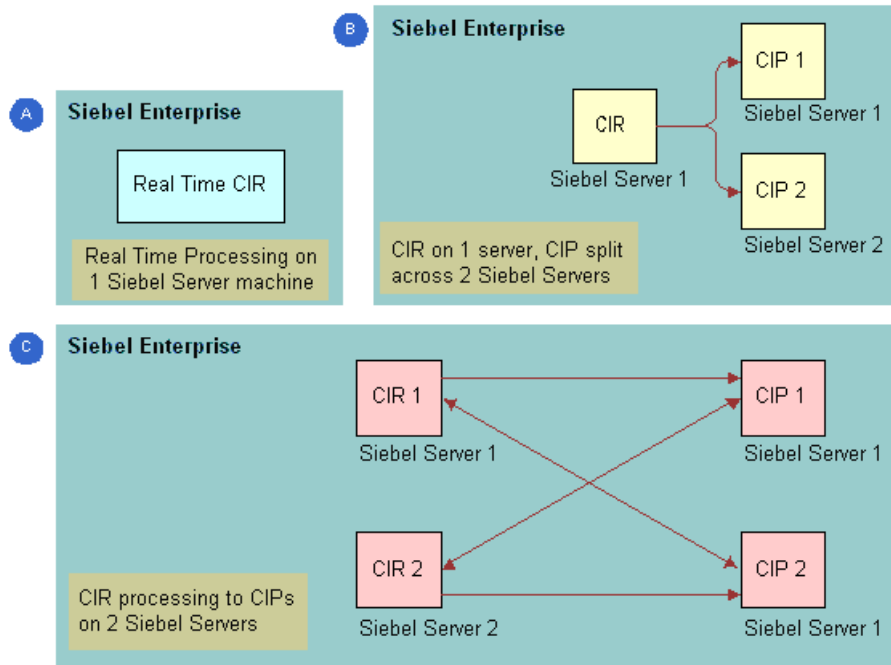 A
Siebel Enterprise
Real Time CIR
Real Time Processing on
1 Siebel Server machine
B
Siebel Enterprise
CIR
Siebel Server 1
CIP 1
Siebel Server 1
CIP 2
Siebel Server 2
CIR on 1 server, CIP split
across 2 Siebel Servers
C
Siebel Enterprise
CIR 1
Siebel Server 1
CIP 1
Siebel Server 1
CIR 2
Siebel Server 2
CIP 2
Siebel Server 1
CIR processing to CIPs
on 2 Siebel Servers